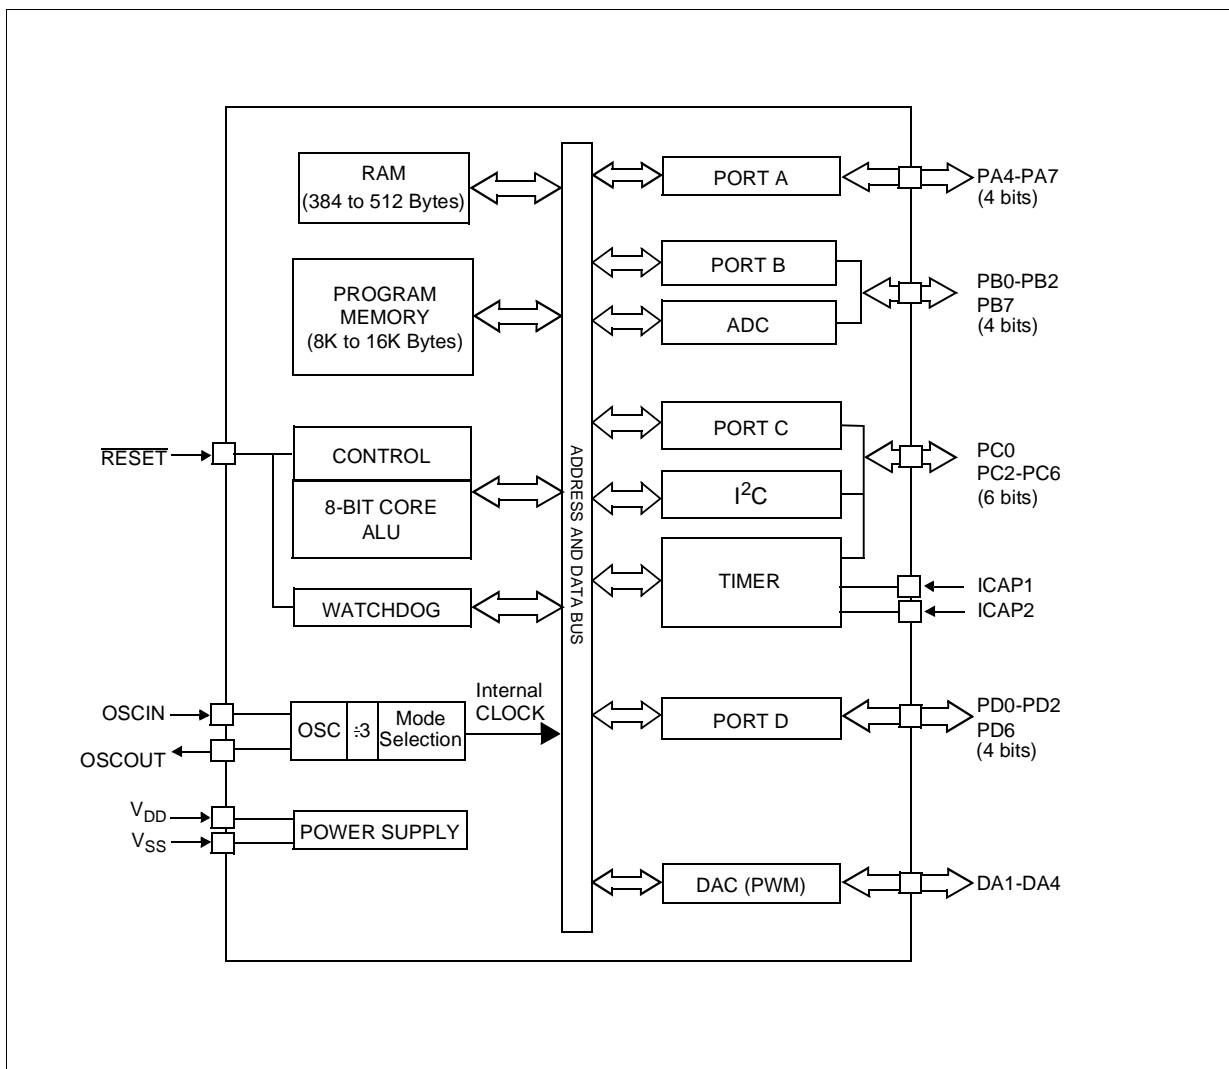 RAM
(384 to 512 Bytes)
PROGRAM
MEMORY
(8K to 16K Bytes)
RESET
CONTROL
8-BIT CORE
ALU
WATCHDOG
OSCIN
OSCOUT
OSC
÷3
Mode
Selection
Internal
CLOCK
VDD
VSS
POWER SUPPLY
ADDRESS AND DATA BUS
PORT A
PA4-PA7
(4 bits)
PORT B
ADC
PB0-PB2
PB7
(4 bits)
PORT C
I2C
TIMER
PC0
PC2-PC6
(6 bits)
ICAP1
ICAP2
PORT D
PD0-PD2
PD6
(4 bits)
DAC (PWM)
DA1-DA4